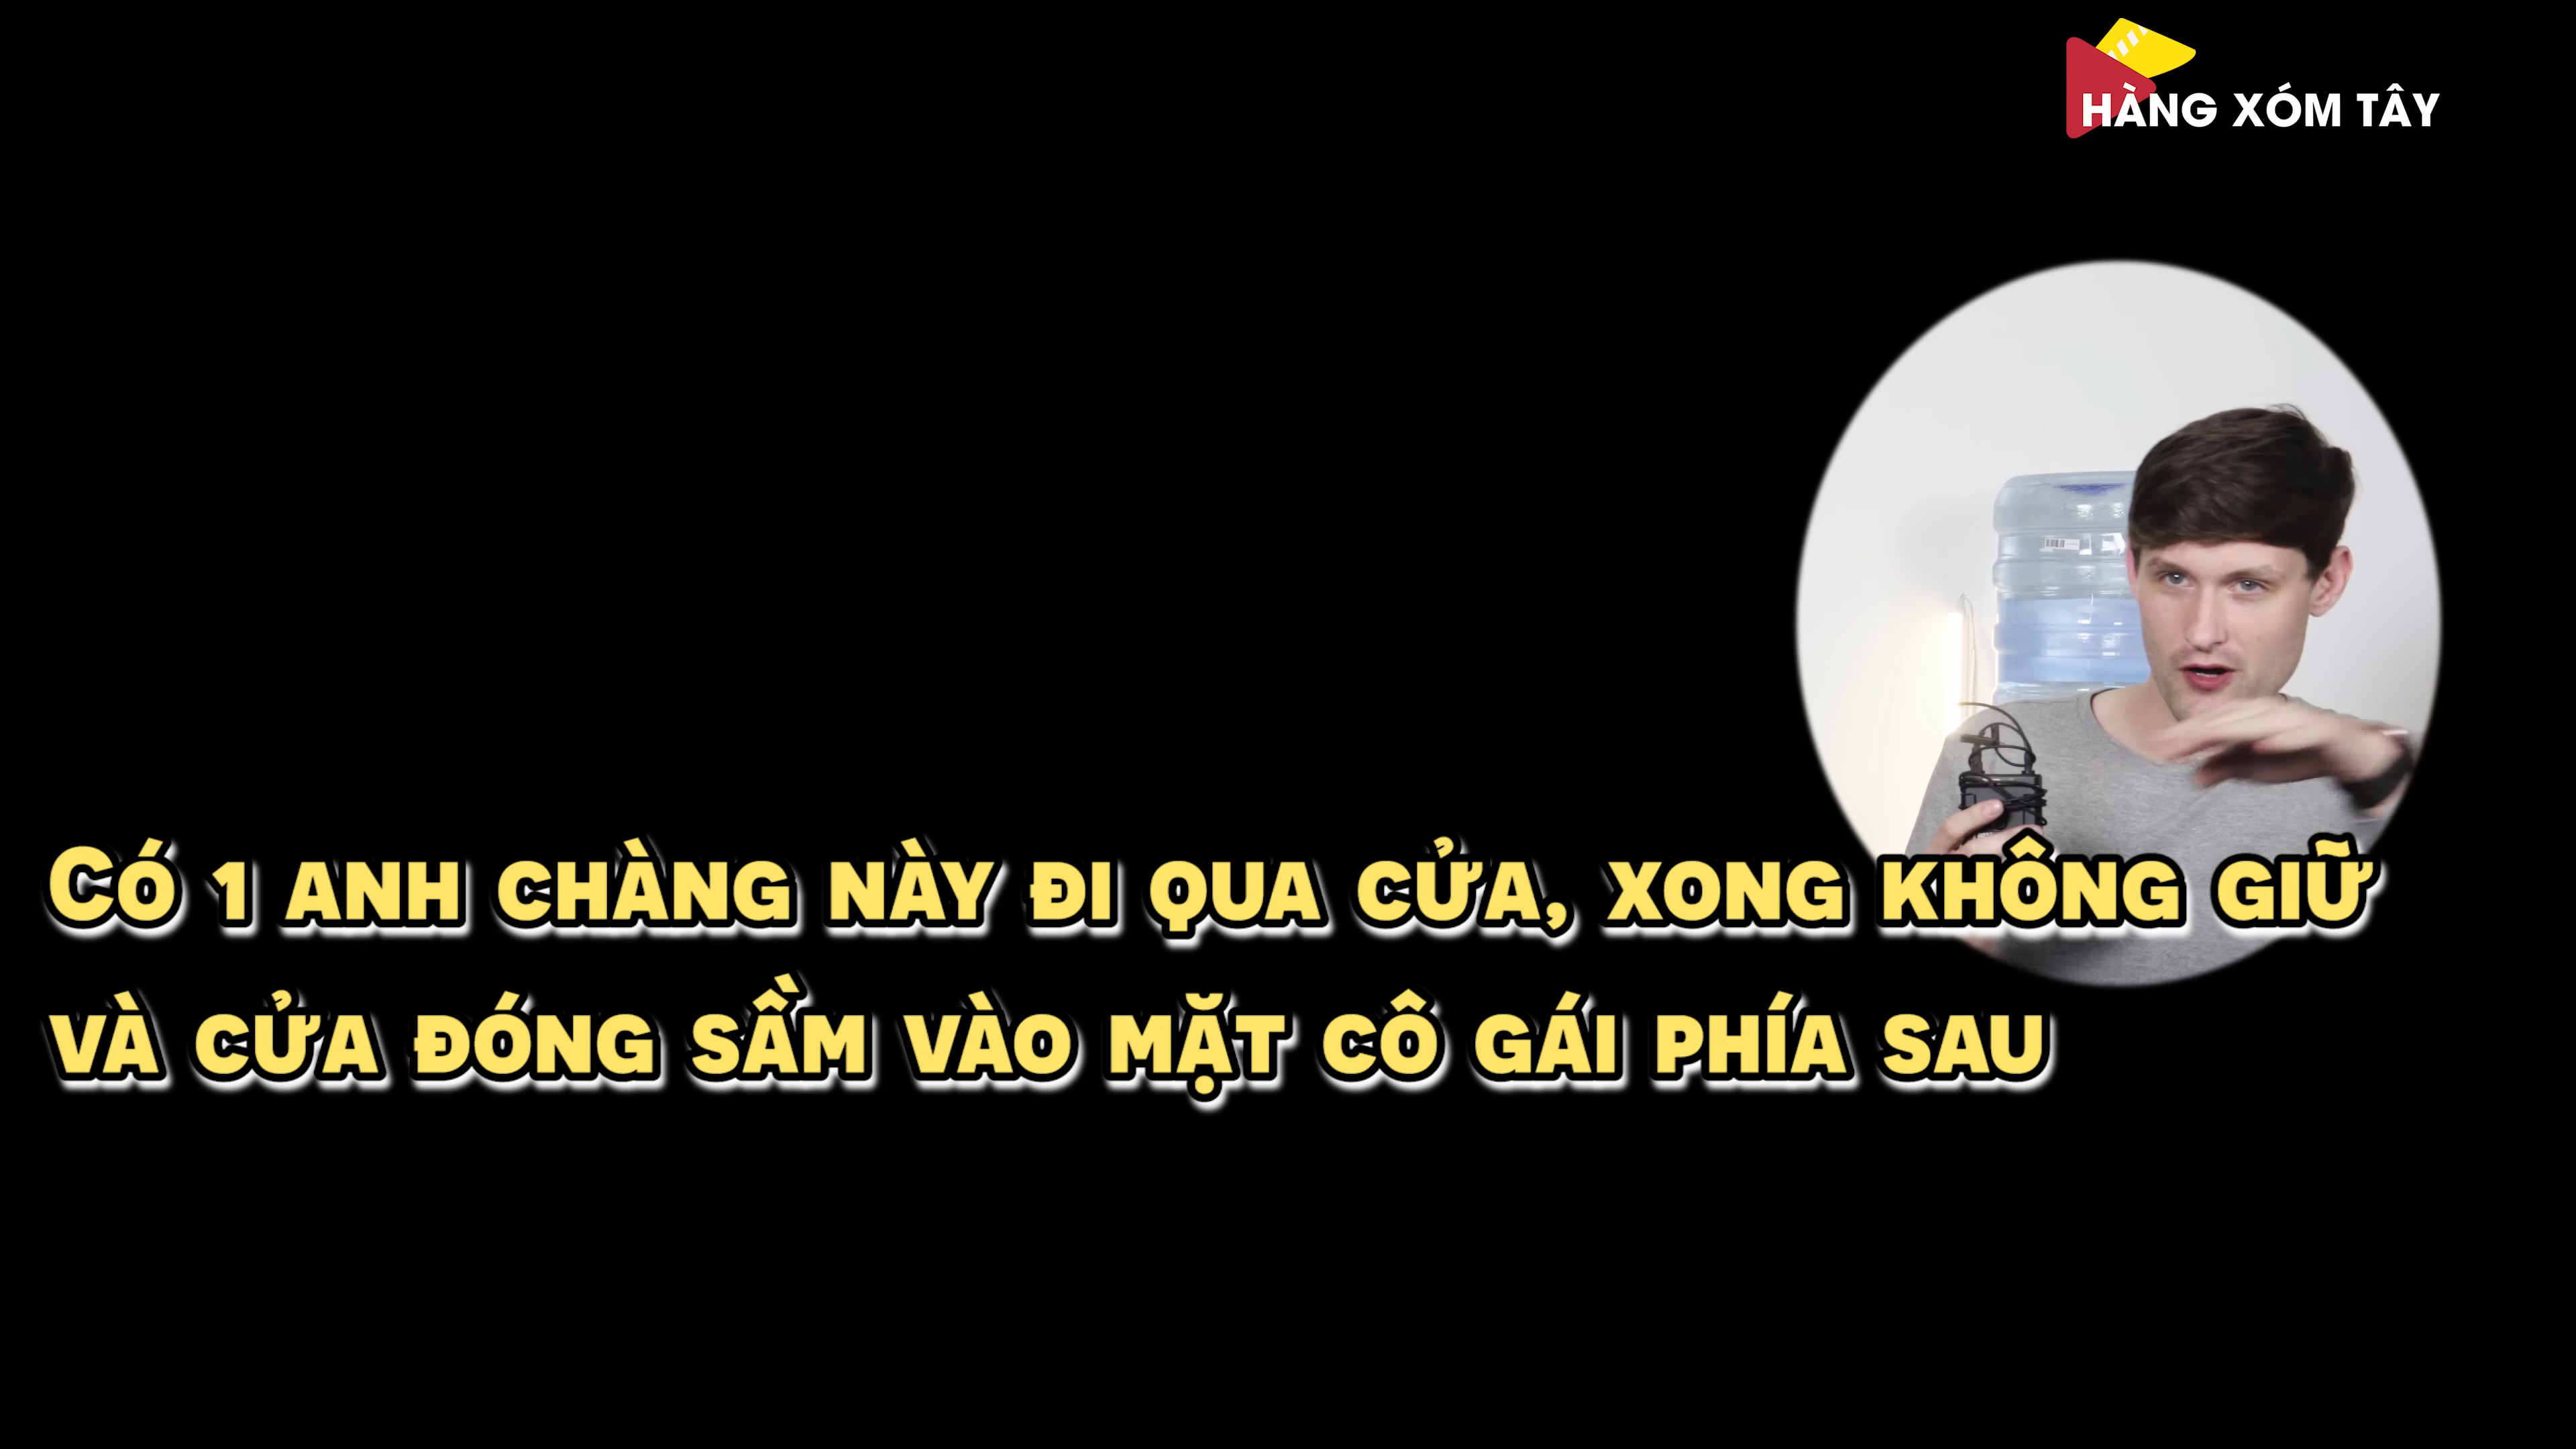 HÀNG XÓM TÂY
Có 1 anh chàng này đi qua cửa, xong không giữ
và cửa đóng sầm vào mặt cô gái phía sau